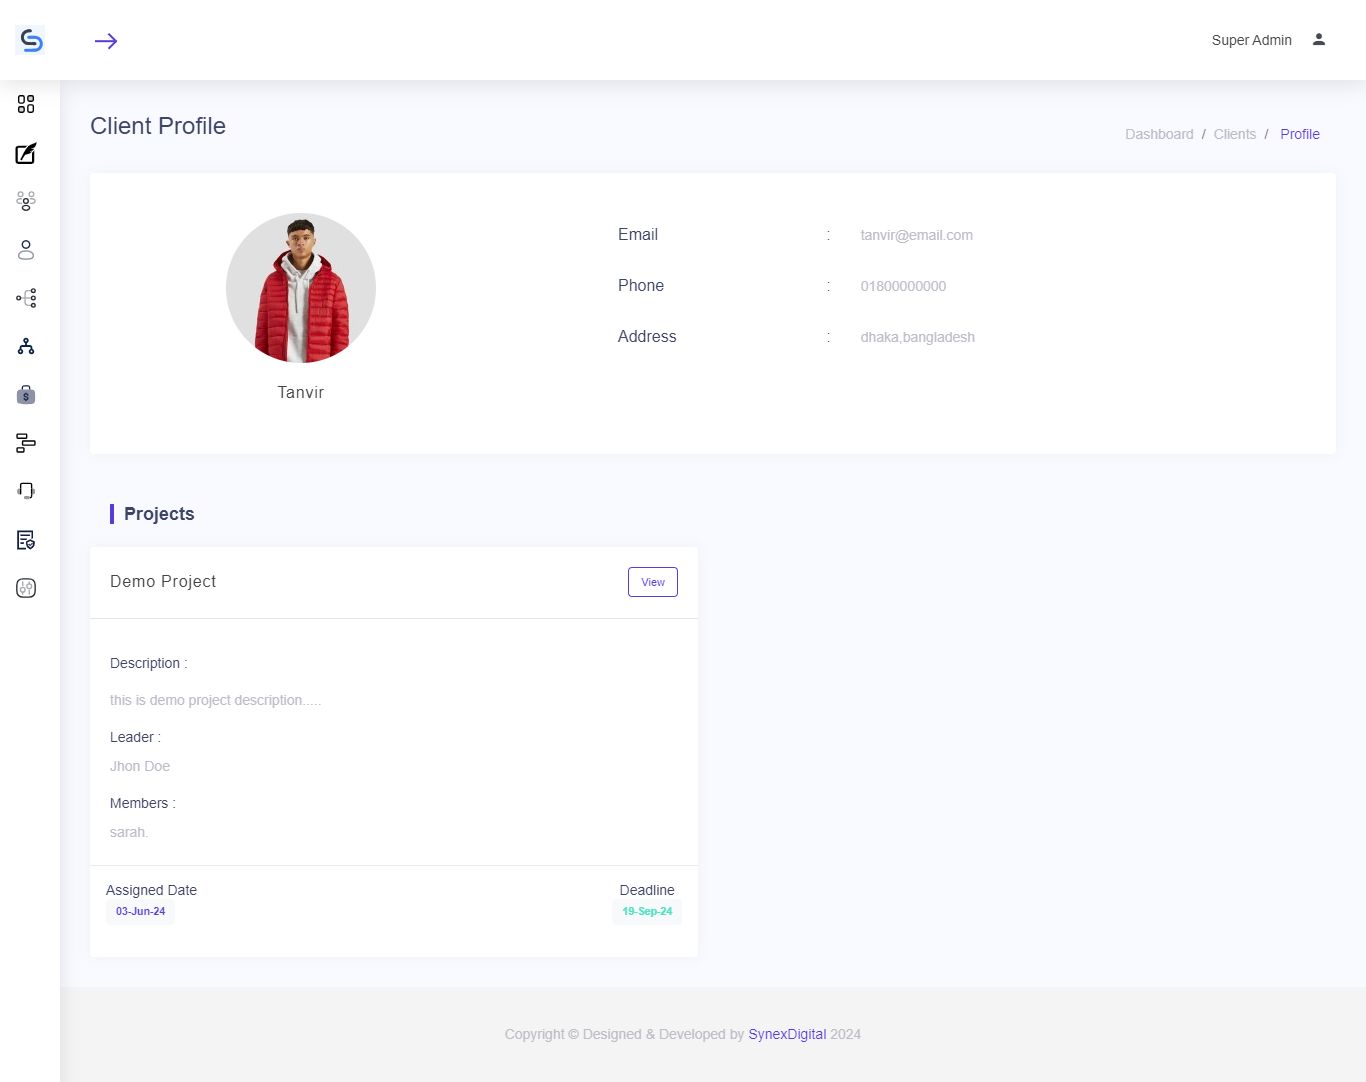 Super Admin
Client Profile
Dashboard / Clients / Profile
Email : tanvir@email.com
Phone : 01800000000
Address : dhaka,bangladesh
Tanvir
Projects
Demo Project
View
Description :
this is demo project description.....
Leader :
Jhon Doe
Members :
sarah.
Assigned Date
03-Jun-24
Deadline
19-Sep-24
Copyright © Designed & Developed by SynexDigital 2024